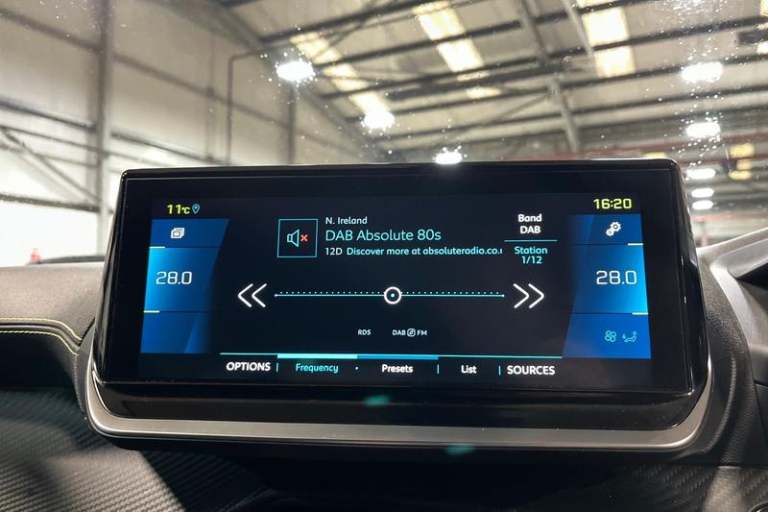 11°C
16:20
N. Ireland
DAB Absolute 80s
12D Discover more at absoluteradio.co.
Band
DAB
Station
1/12
28.0
28.0
RDS DAB FM
OPTIONS Frequency Presets List SOURCES